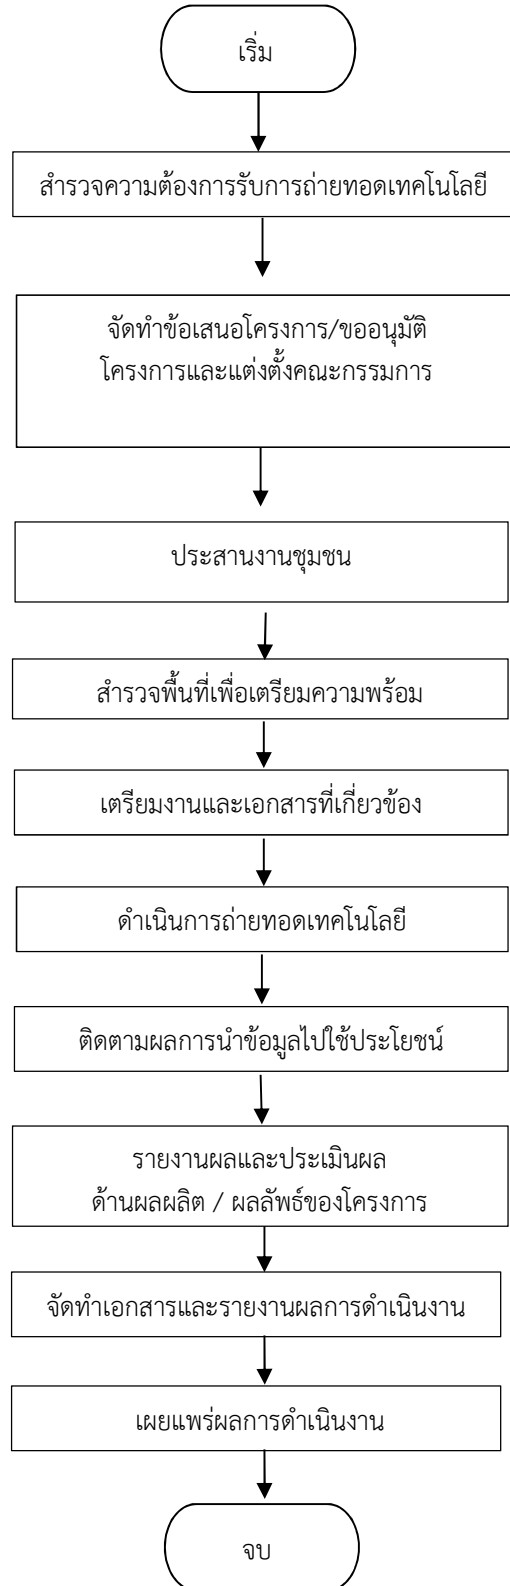 เริ่ม
สำรวจความต้องการรับการถ่ายทอดเทคโนโลยี
จัดทำข้อเสนอโครงการ/ขออนุมัติ
โครงการและแต่งตั้งคณะกรรมการ
ประสานงานชุมชน
สำรวจพื้นที่เพื่อเตรียมความพร้อม
เตรียมงานและเอกสารที่เกี่ยวข้อง
ดำเนินการถ่ายทอดเทคโนโลยี
ติดตามผลการนำข้อมูลไปใช้ประโยชน์
รายงานผลและประเมินผล
ด้านผลผลิต / ผลลัพธ์ของโครงการ
จัดทำเอกสารและรายงานผลการดำเนินงาน
เผยแพร่ผลการดำเนินงาน
จบ